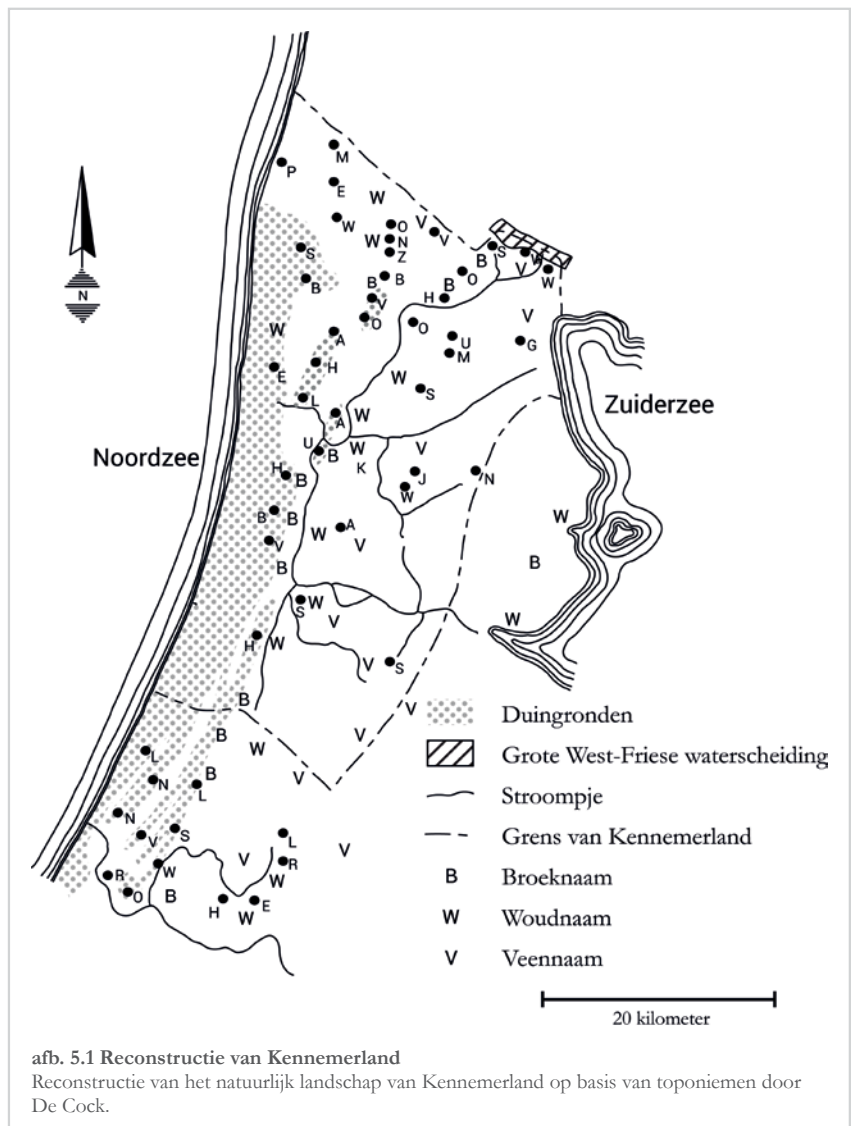 M
P
E
W
W
O
V
V
W
N
S
Z
B
S
V
V
W
B
B
B
O
B
B
H
V
V
O
O
W
A
U
G
M
H
E
W
S
L
Zuiderzee
A
W
Noordzee
U
B
W
V
K
H
B
J
N
W
B
B
W
W
A
V
V
B
B
S
W
V
W
H
W
V
S
B
V
B
V
W
V
L
N
B
L
N
V
S
L
V
V
W
R
R
W
O
B
H
E
W
N
Duingronden
Grote West-Friese waterscheiding
Stroompje
Grens van Kennemerland
B Broeknaam
W Woudnaam
V Veennaam
20 kilometer
afb. 5.1 Reconstructie van Kennemerland
Reconstructie van het natuurlijk landschap van Kennemerland op basis van toponiemen door
De Cock.